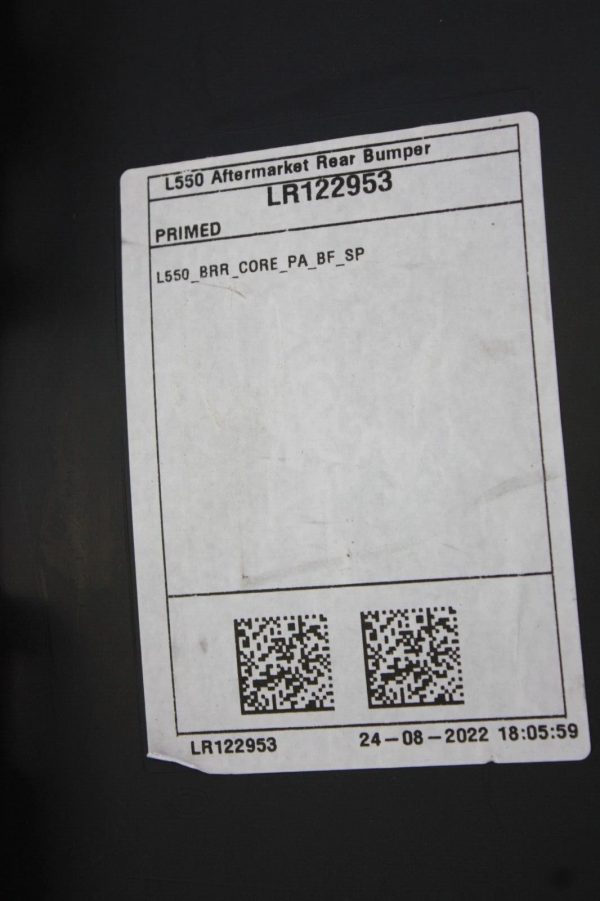 L550 Aftermarket Rear Bumper
LR122953
PRIMED
L550_BRR_CORE_PA_BF_SP
LR122953 24-08-2022 18:05:59